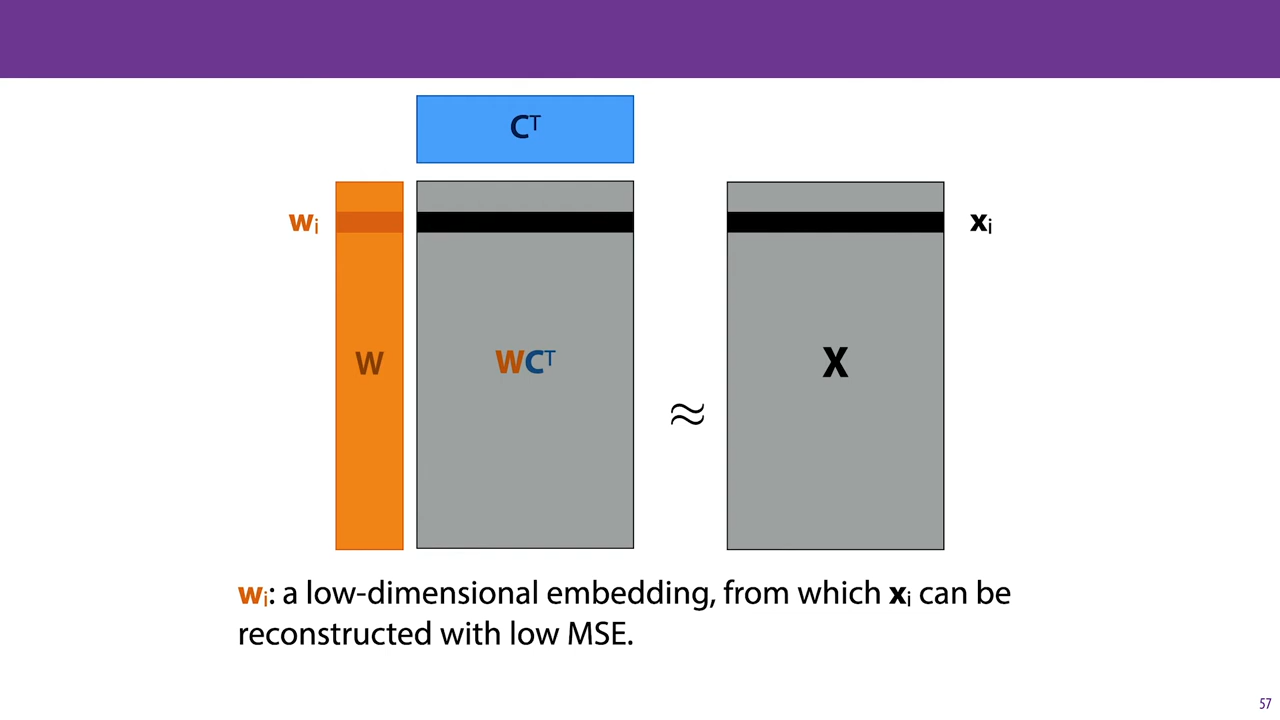 Cᵀ
wᵢ
xᵢ
W
WCᵀ
X
≈
wᵢ: a low-dimensional embedding, from which xᵢ can be
reconstructed with low MSE.
57